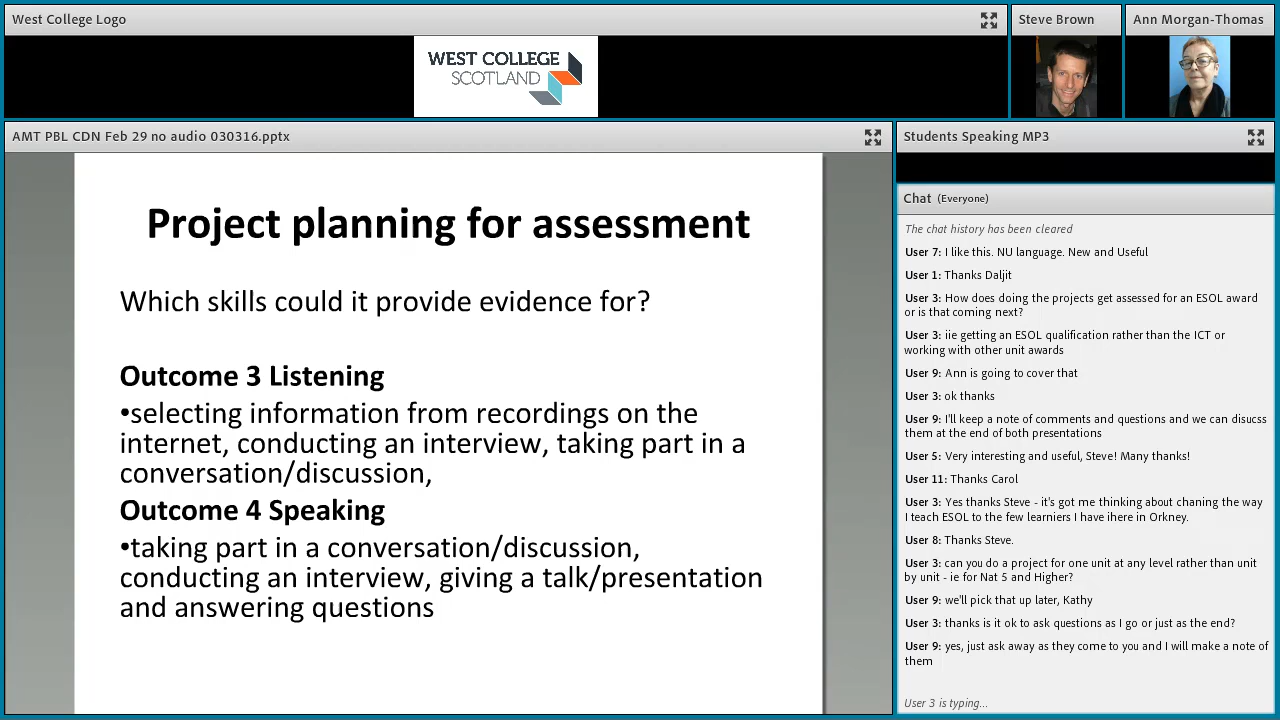 West College Logo
Steve Brown
Ann Morgan-Thomas
WEST COLLEGE
SCOTLAND
AMT PBL CDN Feb 29 no audio 030316.pptx
Project planning for assessment
Which skills could it provide evidence for?
Outcome 3 Listening
•selecting information from recordings on the
internet, conducting an interview, taking part in a
conversation/discussion,
Outcome 4 Speaking
•taking part in a conversation/discussion,
conducting an interview, giving a talk/presentation
and answering questions
Students Speaking MP3
Chat (Everyone)
The chat history has been cleared
User 7: I like this. NU language. New and Useful
User 1: Thanks Daljit
User 3: How does doing the projects get assessed for an ESOL award
or is that coming next?
User 3: iie getting an ESOL qualification rather than the ICT or
working with other unit awards
User 9: Ann is going to cover that
User 3: ok thanks
User 9: I'll keep a note of comments and questions and we can disucss
them at the end of both presentations
User 5: Very interesting and useful, Steve! Many thanks!
User 11: Thanks Carol
User 3: Yes thanks Steve - it's got me thinking about chaning the way
I teach ESOL to the few learniers I have ihere in Orkney.
User 8: Thanks Steve.
User 3: can you do a project for one unit at any level rather than unit
by unit - ie for Nat 5 and Higher?
User 9: we'll pick that up later, Kathy
User 3: thanks is it ok to ask questions as I go or just as the end?
User 9: yes, just ask away as they come to you and I will make a note of
them
User 3 is typing...